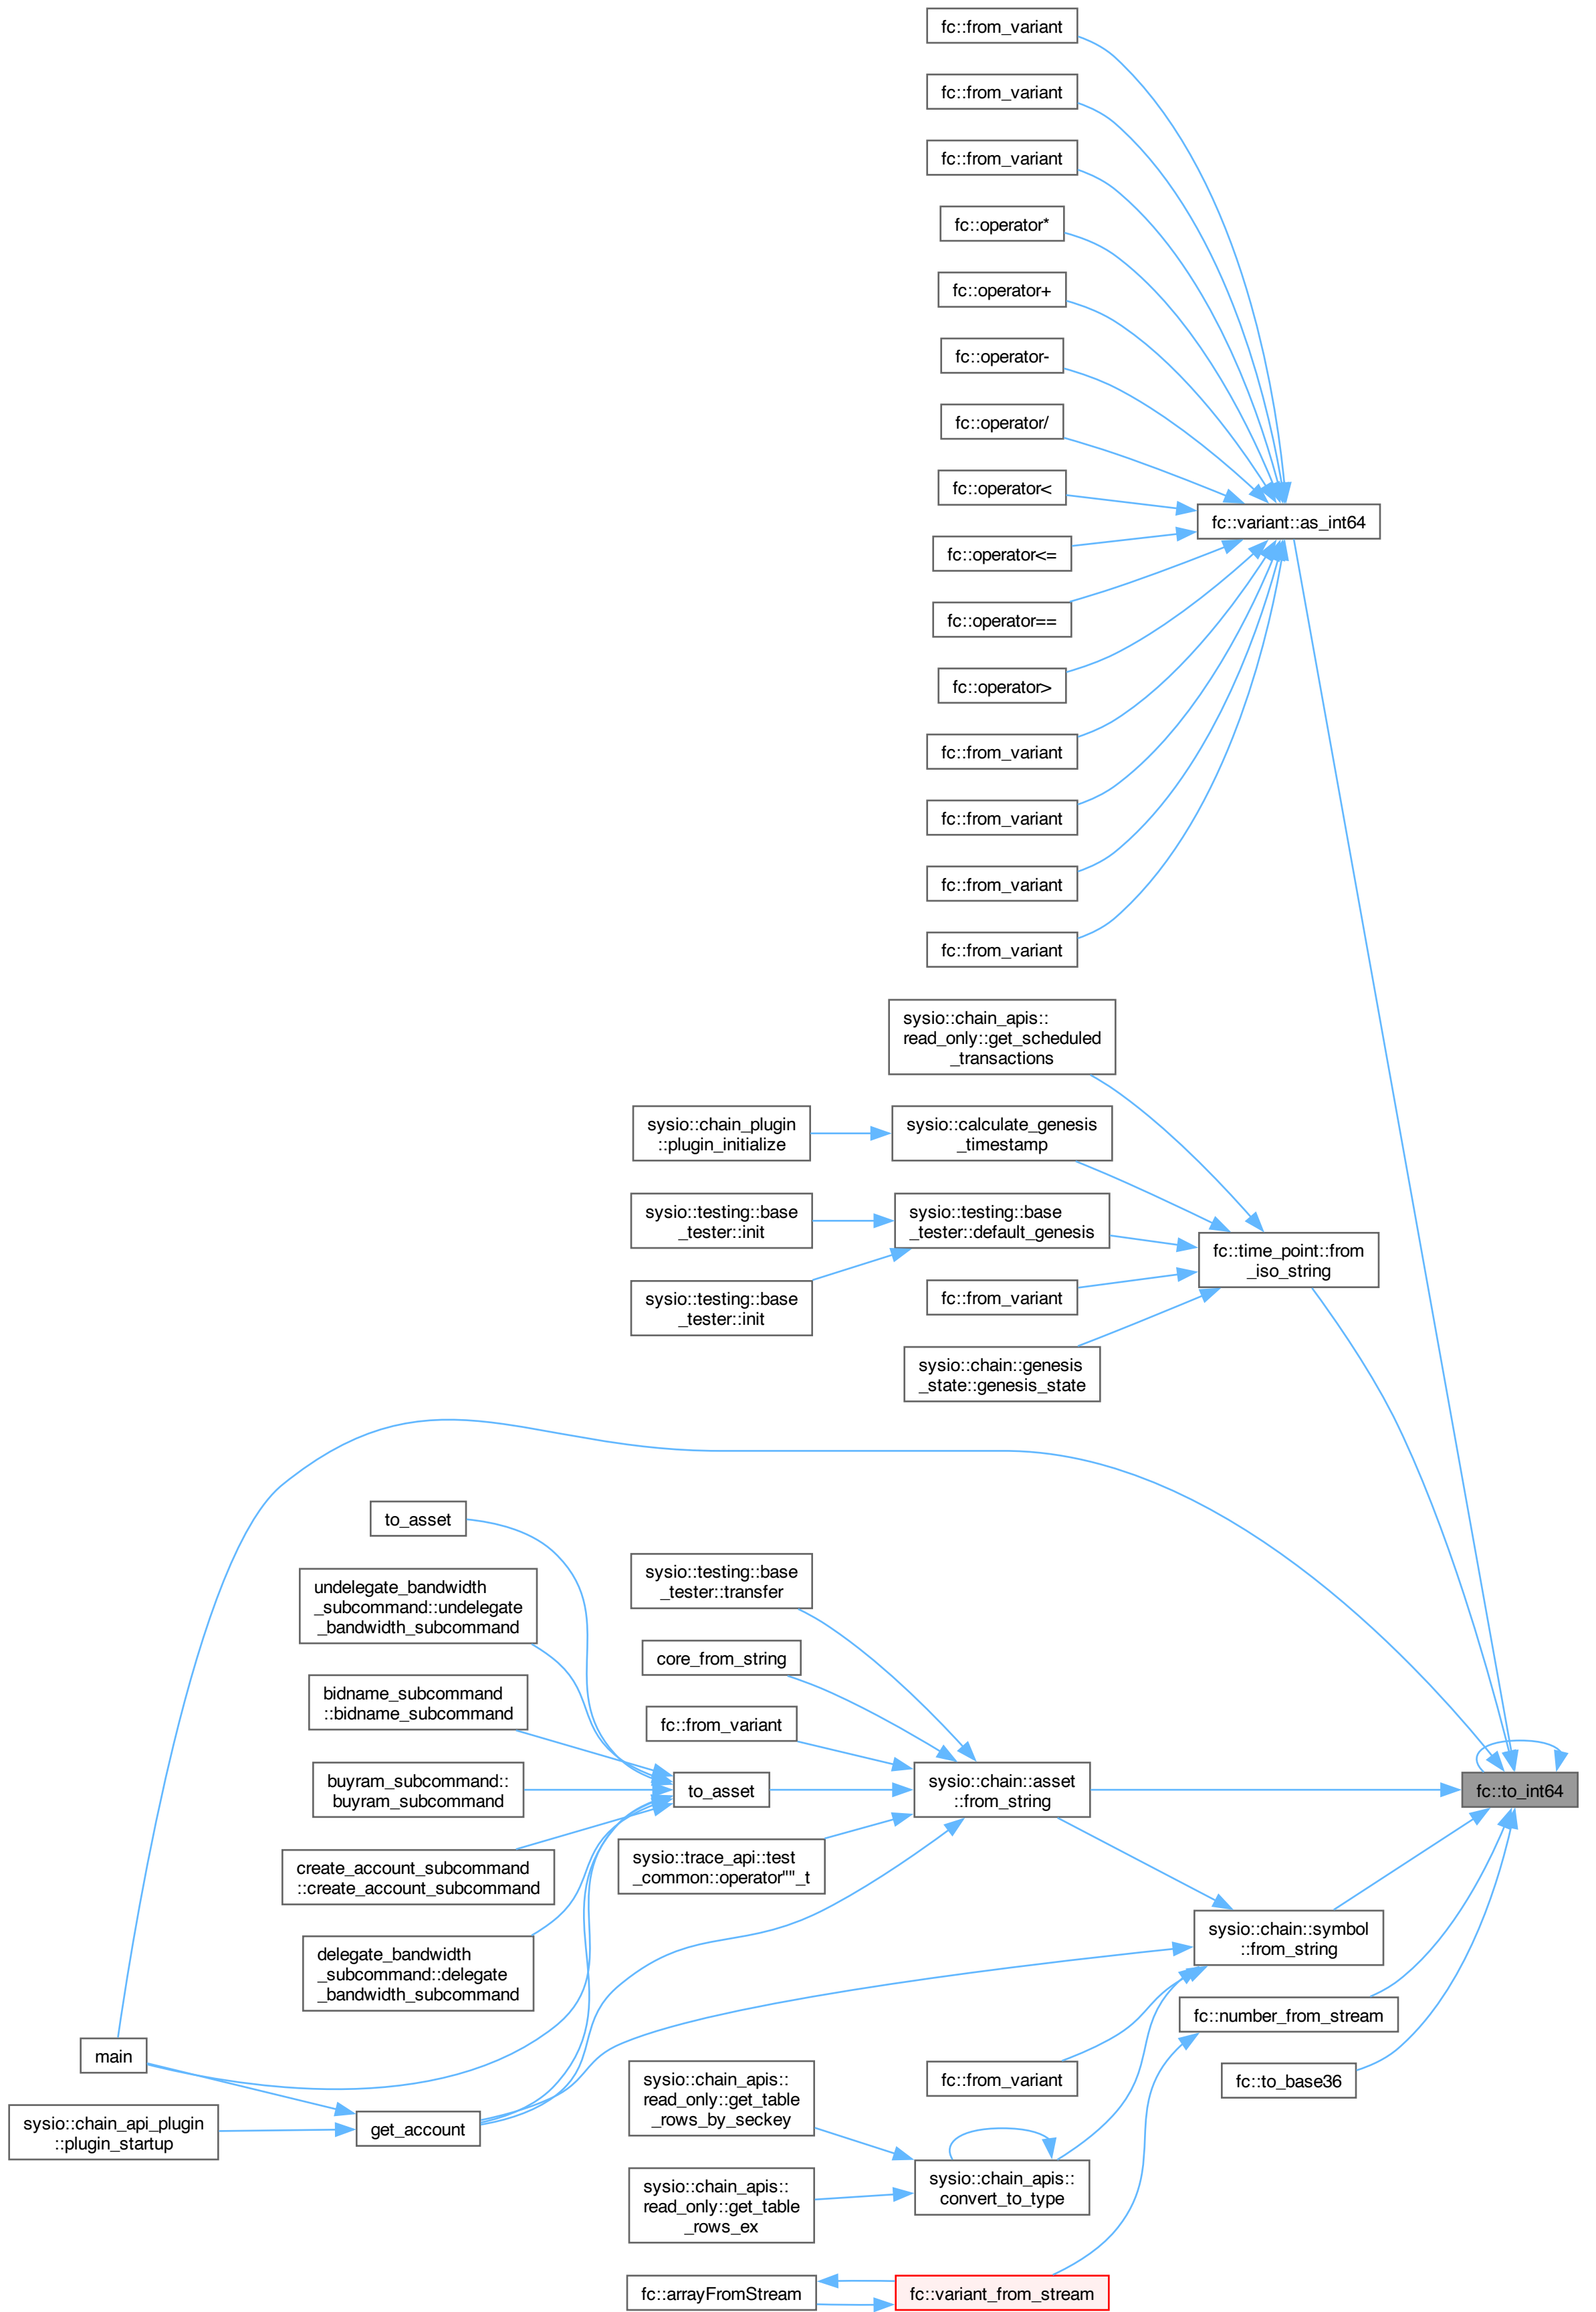 fc::from_variant
fc::from_variant
fc::from_variant
fc::operator*
fc::operator+
fc::operator-
fc::operator/
fc::operator<
fc::variant::as_int64
fc::operator<=
fc::operator==
fc::operator>
fc::from_variant
fc::from_variant
fc::from_variant
fc::from_variant
sysio::chain_apis::
read_only::get_scheduled
_transactions
sysio::chain_plugin
::plugin_initialize
sysio::calculate_genesis
_timestamp
sysio::testing::base
_tester::init
sysio::testing::base
_tester::default_genesis
fc::time_point::from
_iso_string
sysio::testing::base
_tester::init
fc::from_variant
sysio::chain::genesis
_state::genesis_state
to_asset
undelegate_bandwidth
_subcommand::undelegate
_bandwidth_subcommand
sysio::testing::base
_tester::transfer
core_from_string
bidname_subcommand
::bidname_subcommand
fc::from_variant
buyram_subcommand::
buyram_subcommand
to_asset
sysio::chain::asset
::from_string
fc::to_int64
create_account_subcommand
::create_account_subcommand
sysio::trace_api::test
_common::operator""_t
delegate_bandwidth
_subcommand::delegate
_bandwidth_subcommand
sysio::chain::symbol
::from_string
fc::number_from_stream
main
fc::from_variant
fc::to_base36
sysio::chain_apis::
read_only::get_table
_rows_by_seckey
sysio::chain_api_plugin
::plugin_startup
get_account
sysio::chain_apis::
convert_to_type
sysio::chain_apis::
read_only::get_table
_rows_ex
fc::arrayFromStream
fc::variant_from_stream